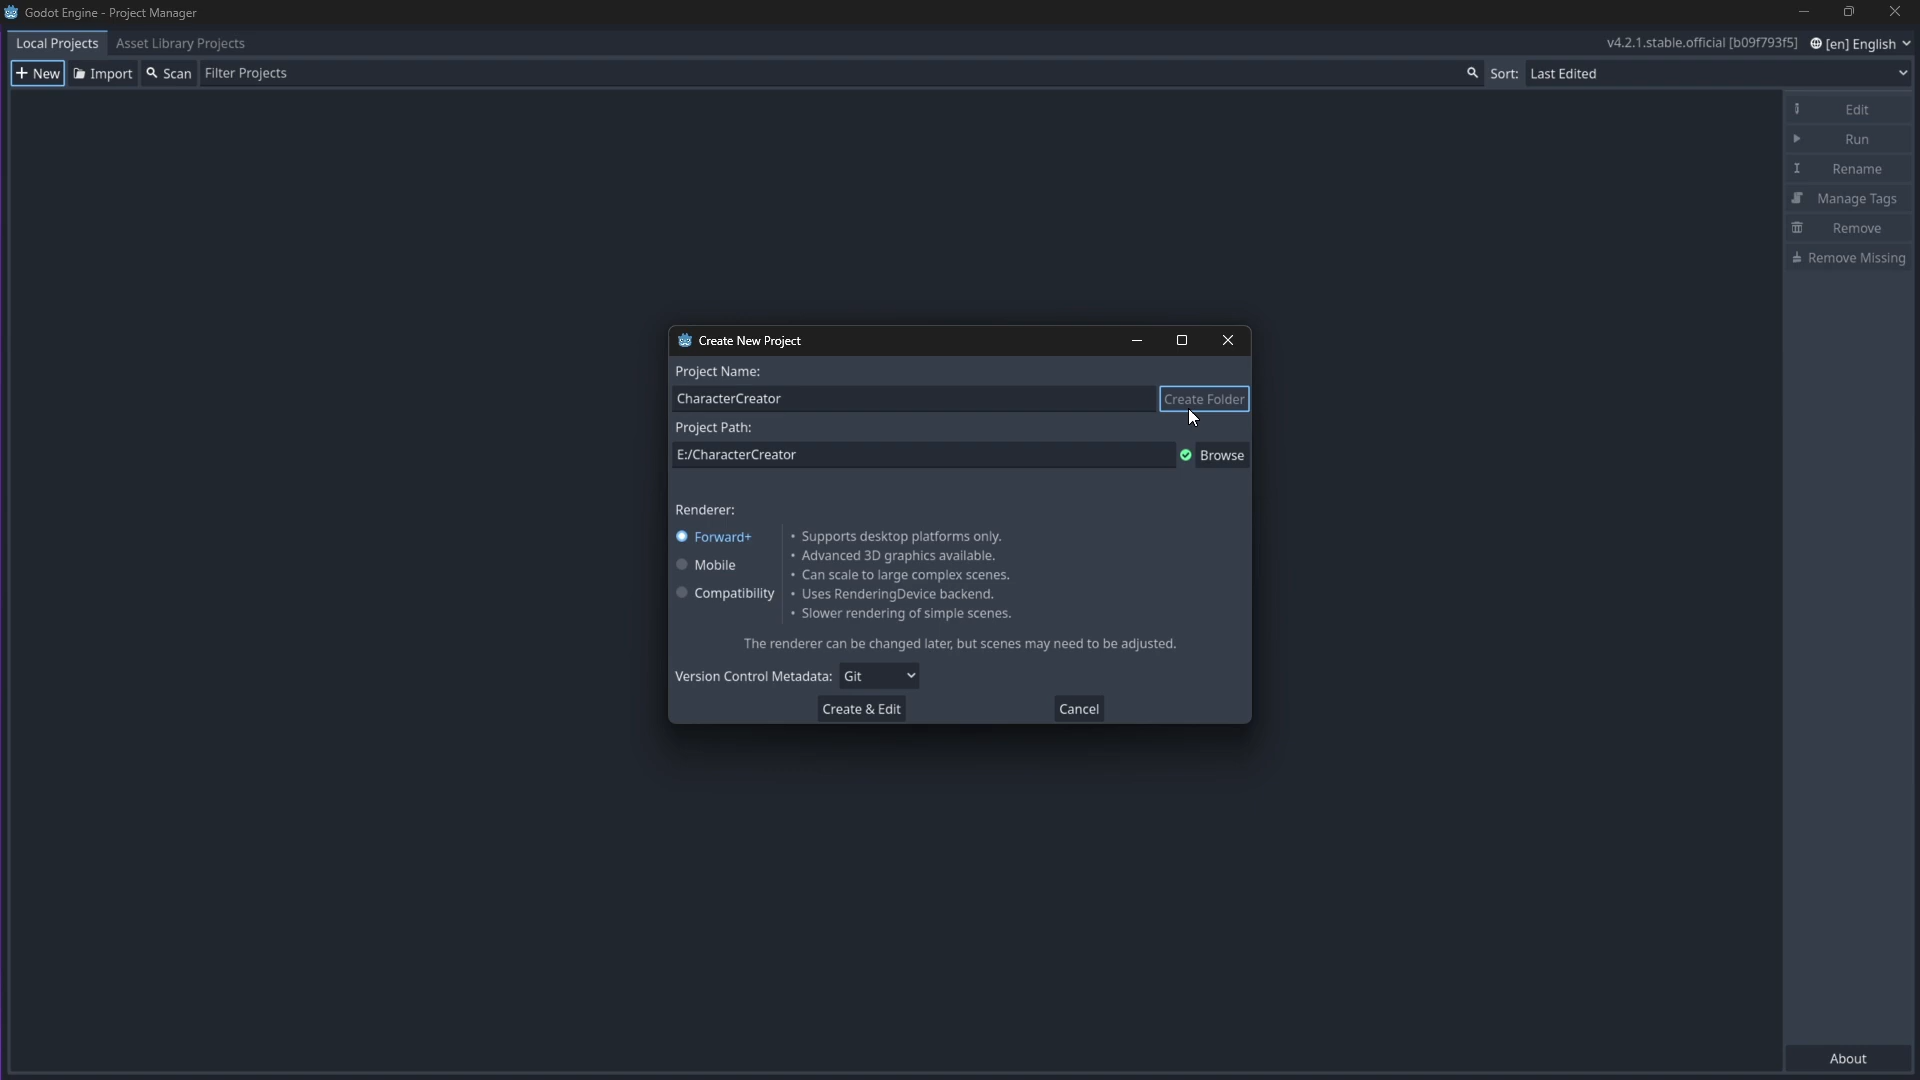 Godot Engine - Project Manager
Local Projects Asset Library Projects v4.2.1.stable.official [b09f793f5] [en] English
+ New Import Scan Filter Projects Sort: Last Edited
Edit
Run
Rename
Manage Tags
Remove
Remove Missing
Create New Project
Project Name:
CharacterCreator Create Folder
Project Path:
E:/CharacterCreator Browse
Renderer:
Forward+
Mobile
Compatibility
• Supports desktop platforms only.
• Advanced 3D graphics available.
• Can scale to large complex scenes.
• Uses RenderingDevice backend.
• Slower rendering of simple scenes.
The renderer can be changed later, but scenes may need to be adjusted.
Version Control Metadata: Git
Create & Edit Cancel
About